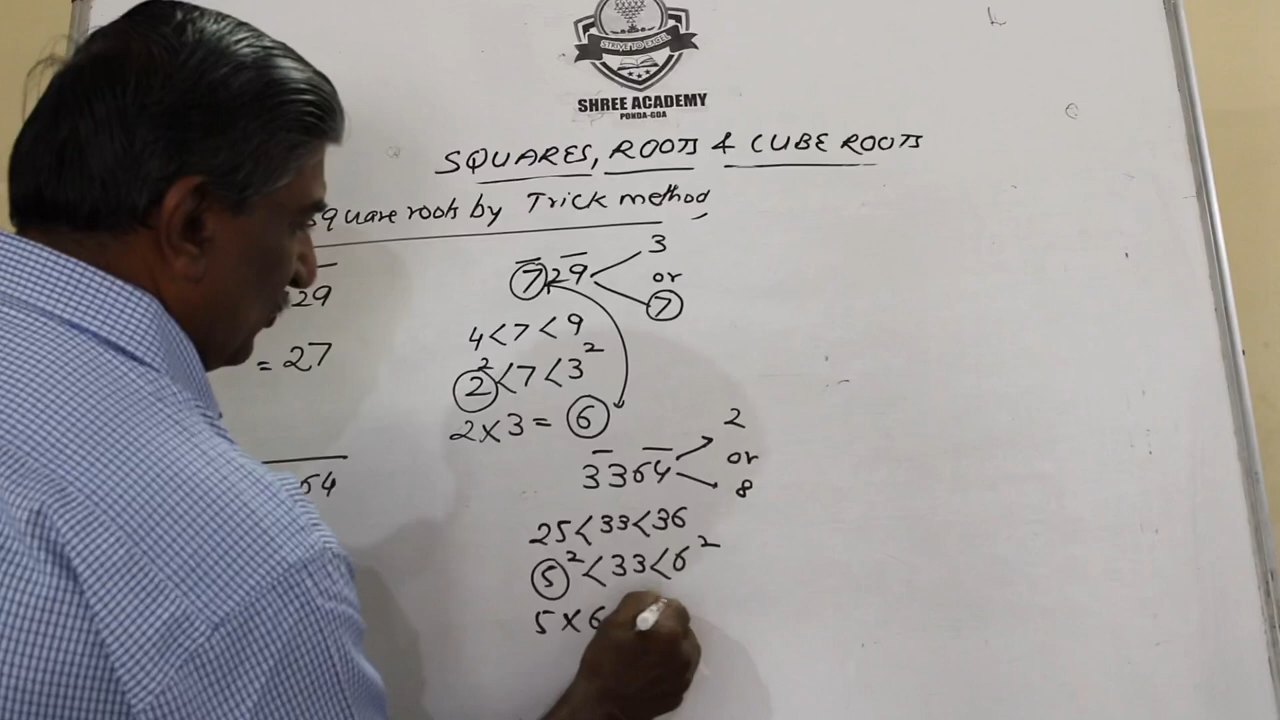 STRIVE TO EXCEL
SHREE ACADEMY
PONDA-GOA
SQUARES, ROOTS & CUBE ROOTS
square roots by Trick method
29
= 27
64
729
3
or
7
4<7<9
2²<7<3²
2×3= 6
3364
2
or
8
25<33<36
5²<33<6²
5×6